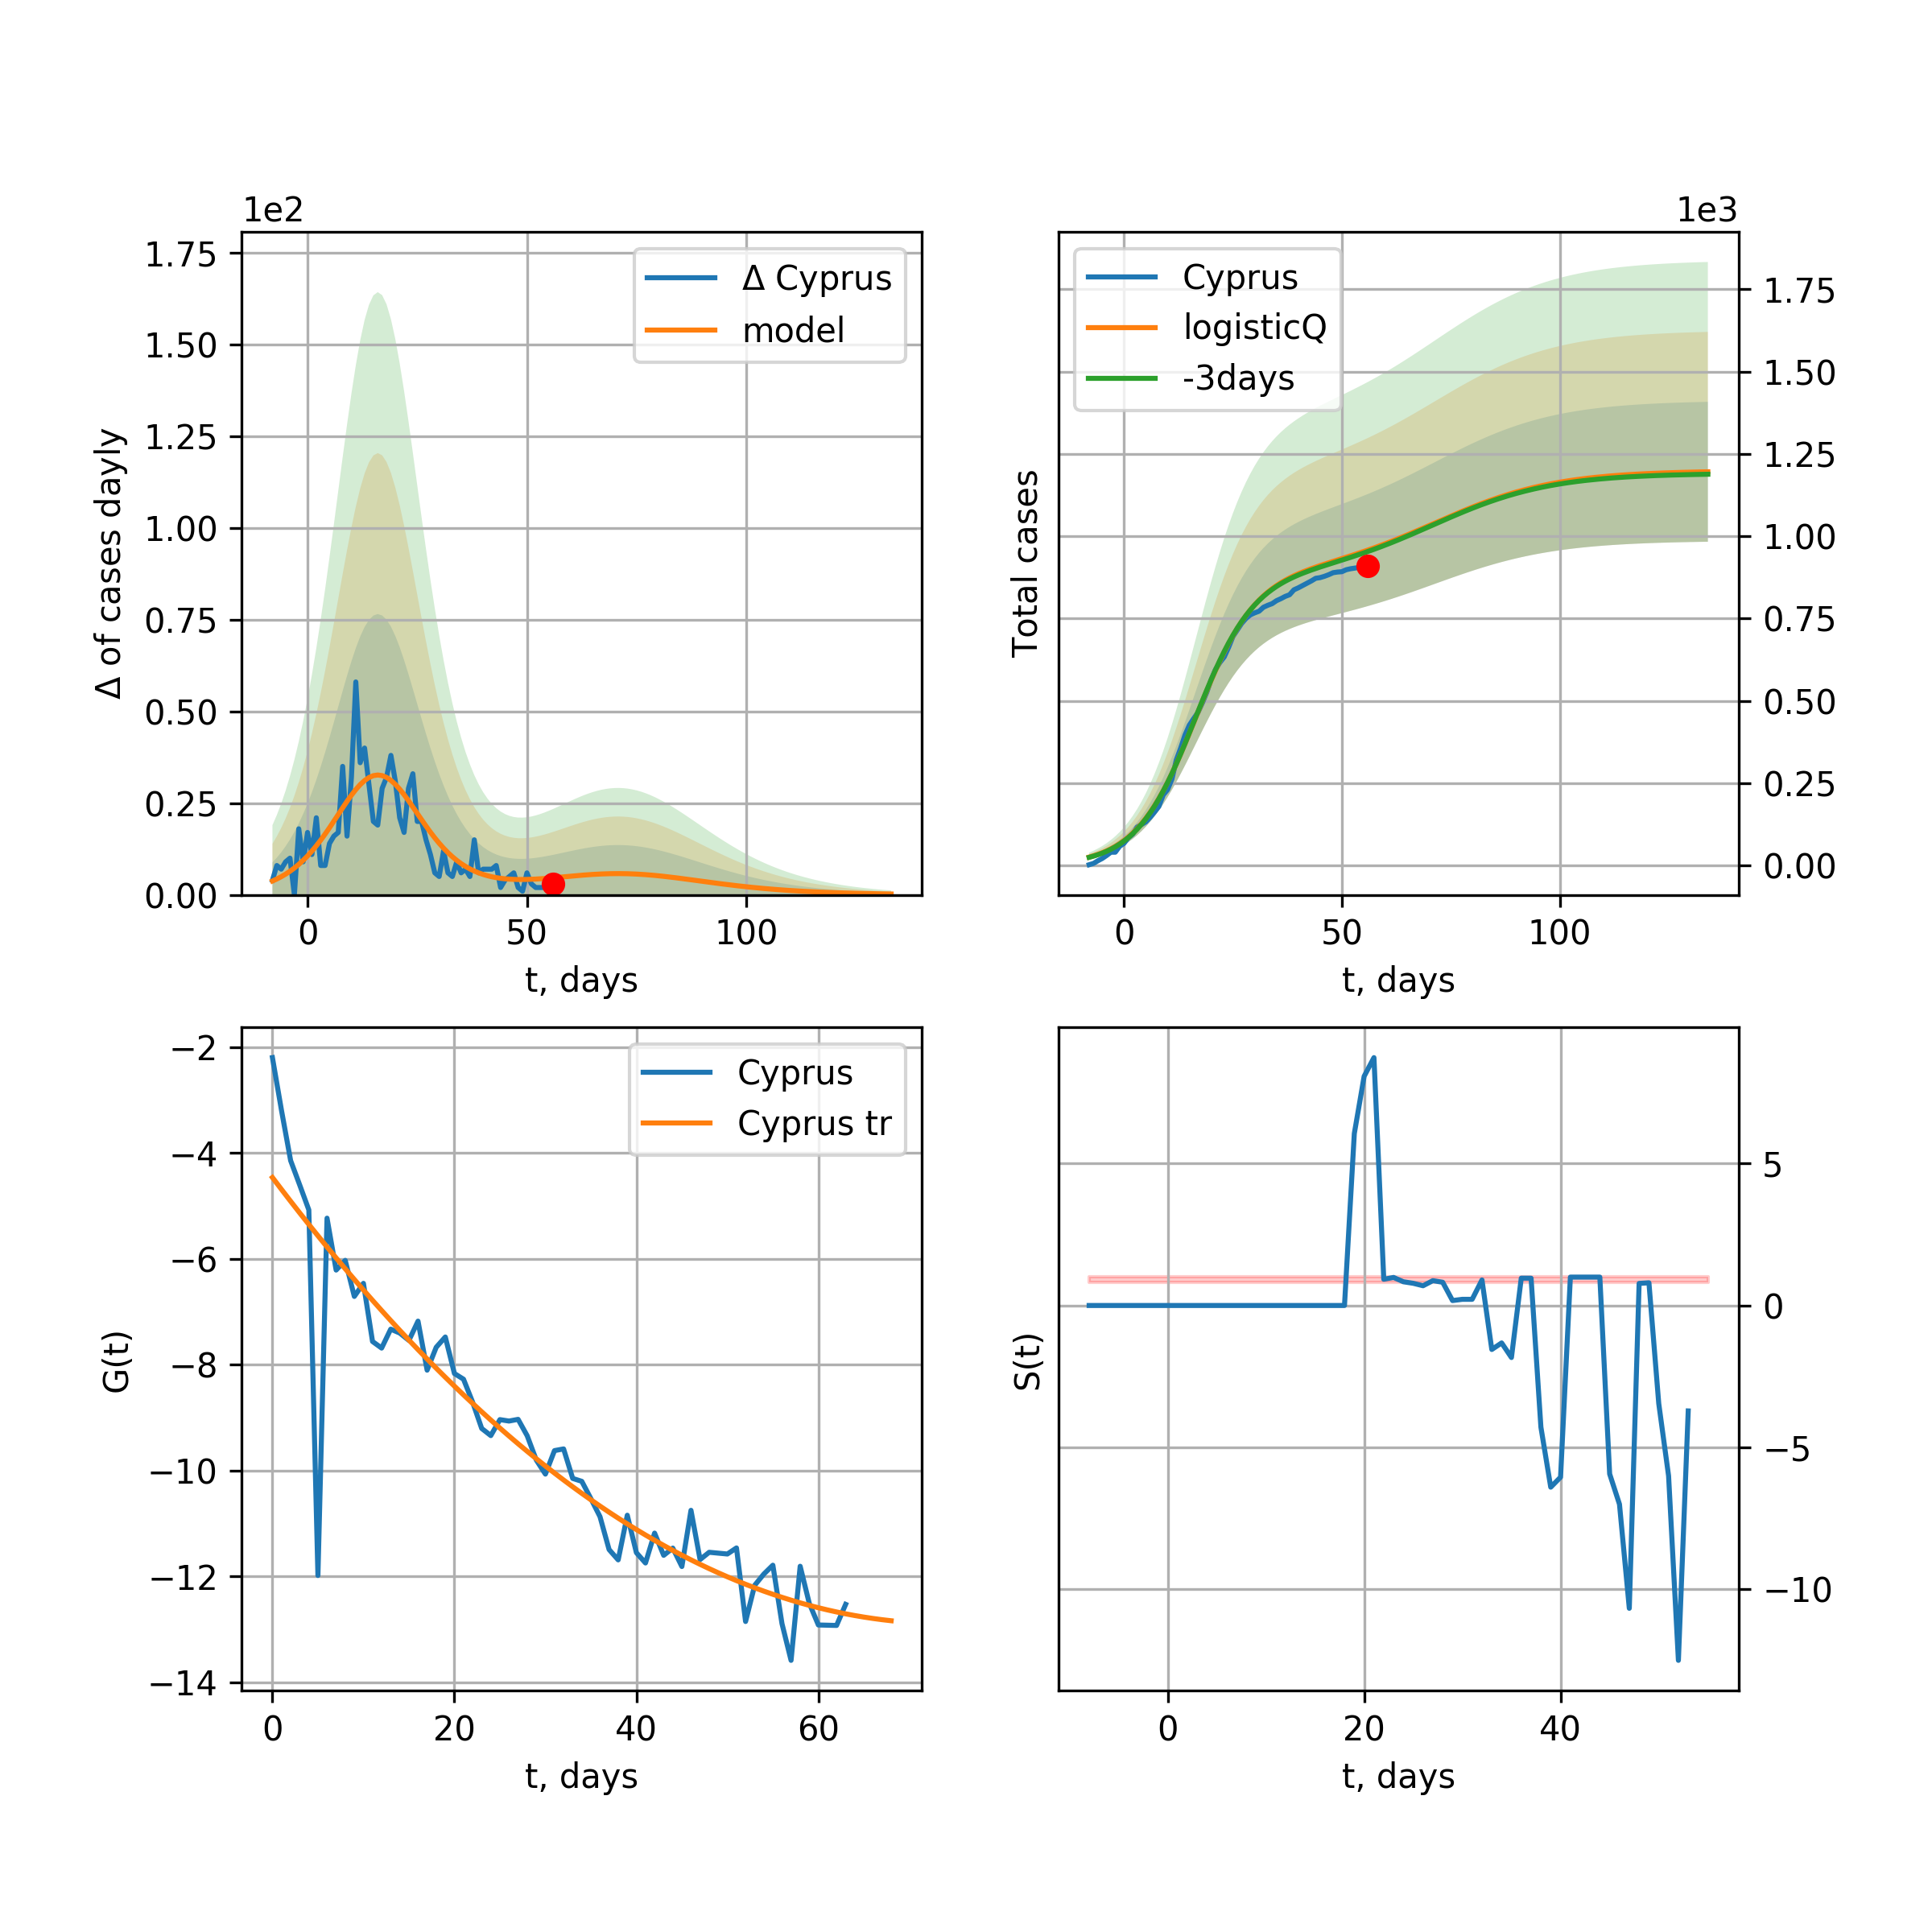 1e2
1.75
1.50
1.25
1.00
0.75
0.50
0.25
0.00
Δ of cases dayly
0 50 100
t, days
Δ Cyprus
model
1e3
Cyprus
logisticQ
-3days
Total cases
1.75
1.50
1.25
1.00
0.75
0.50
0.25
0.00
0 50 100
t, days
−2
−4
−6
−8
−10
−12
−14
G(t)
0 20 40 60
t, days
Cyprus
Cyprus tr
S(t)
5
0
−5
−10
0 20 40
t, days